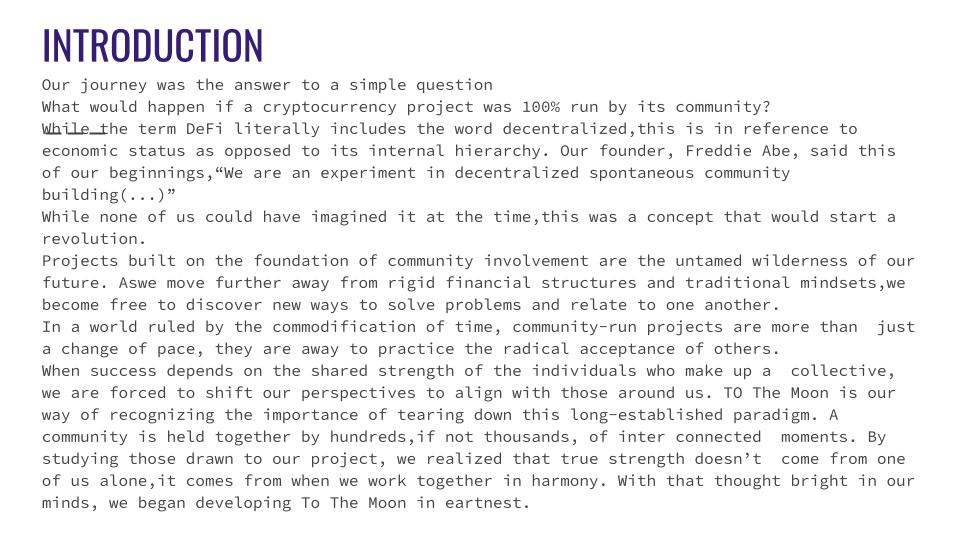 INTRODUCTION
Our journey was the answer to a simple question
What would happen if a cryptocurrency project was 100% run by its community?
While the term DeFi literally includes the word decentralized,this is in reference to
economic status as opposed to its internal hierarchy. Our founder, Freddie Abe, said this
of our beginnings,“We are an experiment in decentralized spontaneous community
building(...)”
While none of us could have imagined it at the time,this was a concept that would start a
revolution.
Projects built on the foundation of community involvement are the untamed wilderness of our
future. Aswe move further away from rigid financial structures and traditional mindsets,we
become free to discover new ways to solve problems and relate to one another.
In a world ruled by the commodification of time, community-run projects are more than  just
a change of pace, they are away to practice the radical acceptance of others.
When success depends on the shared strength of the individuals who make up a  collective,
we are forced to shift our perspectives to align with those around us. TO The Moon is our
way of recognizing the importance of tearing down this long-established paradigm. A
community is held together by hundreds,if not thousands, of inter connected  moments. By
studying those drawn to our project, we realized that true strength doesn’t  come from one
of us alone,it comes from when we work together in harmony. With that thought bright in our
minds, we began developing To The Moon in eartnest.